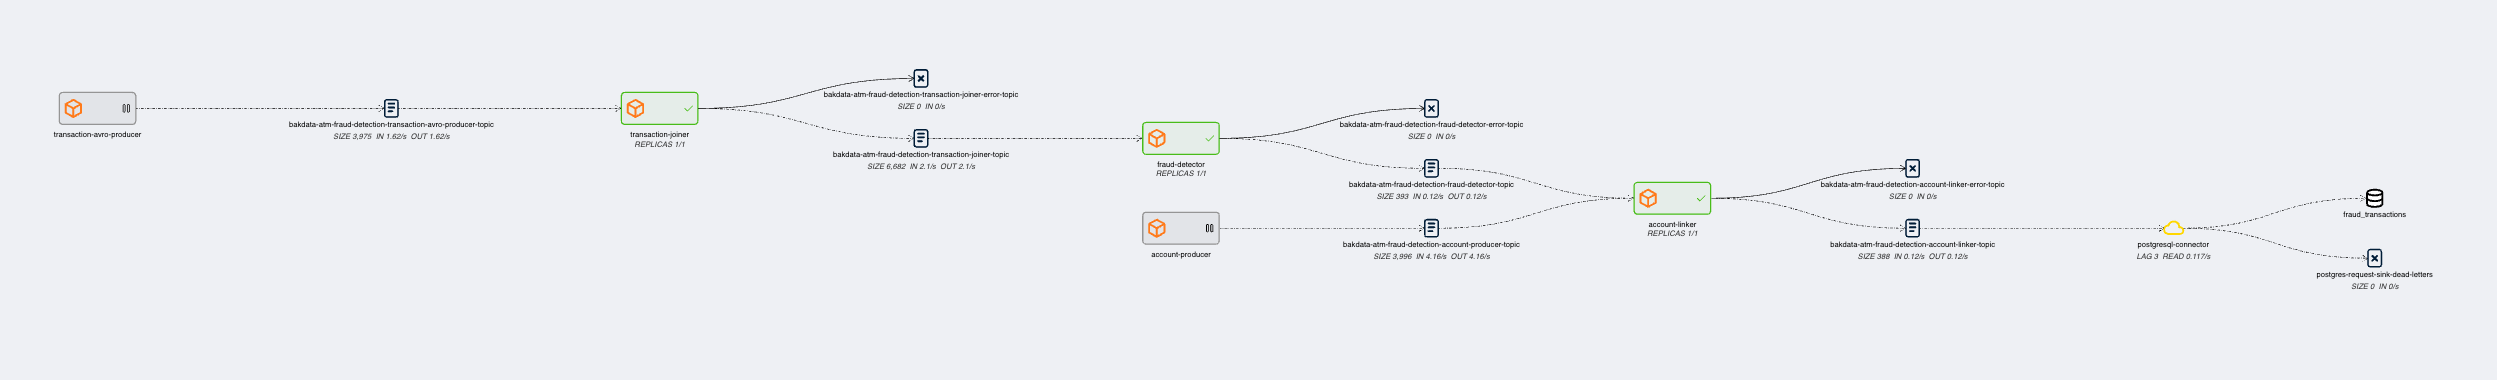 transaction-avro-producer
bakdata-atm-fraud-detection-transaction-avro-producer-topic
SIZE 3,975 IN 1.62/s OUT 1.62/s
transaction-joiner
REPLICAS 1/1
bakdata-atm-fraud-detection-transaction-joiner-error-topic
SIZE 0 IN 0/s
bakdata-atm-fraud-detection-transaction-joiner-topic
SIZE 6,682 IN 2.1/s OUT 2.1/s
fraud-detector
REPLICAS 1/1
account-producer
bakdata-atm-fraud-detection-fraud-detector-error-topic
SIZE 0 IN 0/s
bakdata-atm-fraud-detection-fraud-detector-topic
SIZE 393 IN 0.12/s OUT 0.12/s
bakdata-atm-fraud-detection-account-producer-topic
SIZE 3,996 IN 4.16/s OUT 4.16/s
account-linker
REPLICAS 1/1
bakdata-atm-fraud-detection-account-linker-error-topic
SIZE 0 IN 0/s
bakdata-atm-fraud-detection-account-linker-topic
SIZE 388 IN 0.12/s OUT 0.12/s
postgresql-connector
LAG 3 READ 0.117/s
fraud_transactions
postgres-request-sink-dead-letters
SIZE 0 IN 0/s